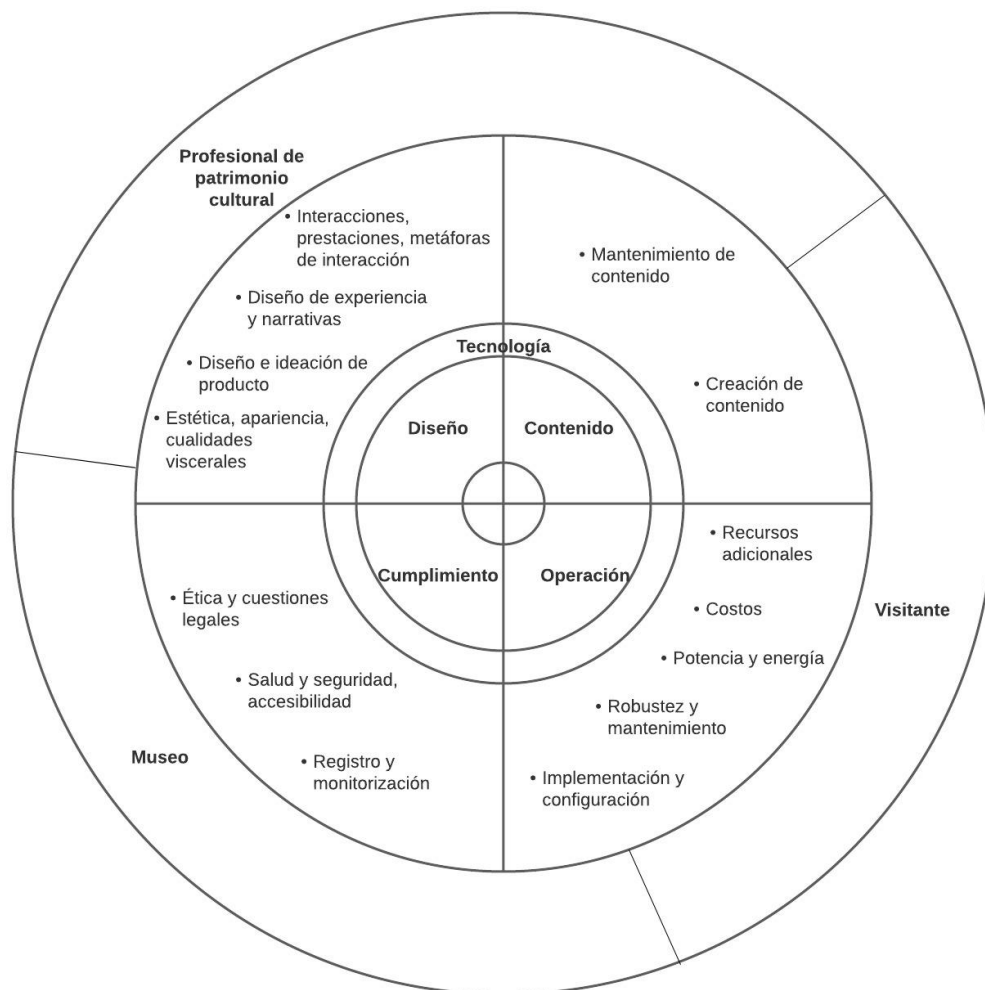 Profesional de
patrimonio
cultural
• Interacciones,
prestaciones, metáforas
de interacción
• Diseño de experiencia
y narrativas
• Diseño e ideación de
producto
• Estética, apariencia,
cualidades
viscerales
• Mantenimiento de
contenido
• Creación de
contenido
Tecnología
Diseño
Contenido
Cumplimiento
Operación
• Recursos
adicionales
• Costos
• Potencia y energía
• Robustez y
mantenimiento
• Implementación y
configuración
Visitante
• Ética y cuestiones
legales
• Salud y seguridad,
accesibilidad
• Registro y
monitorización
Museo